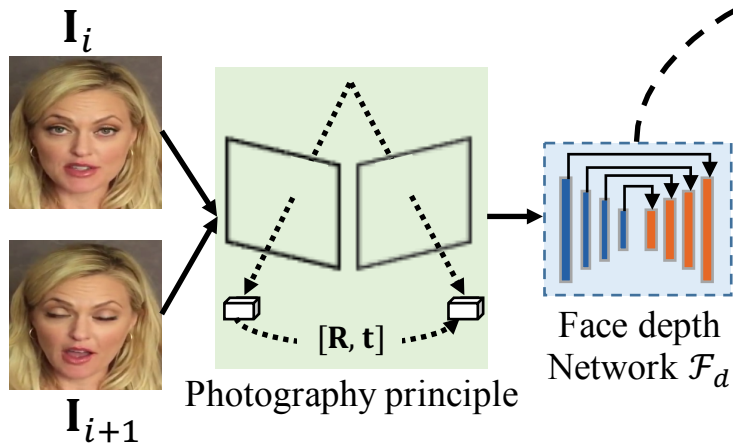 I_i
[R, t]
I_{i+1}
Photography principle
Face depth
Network ℱ_d